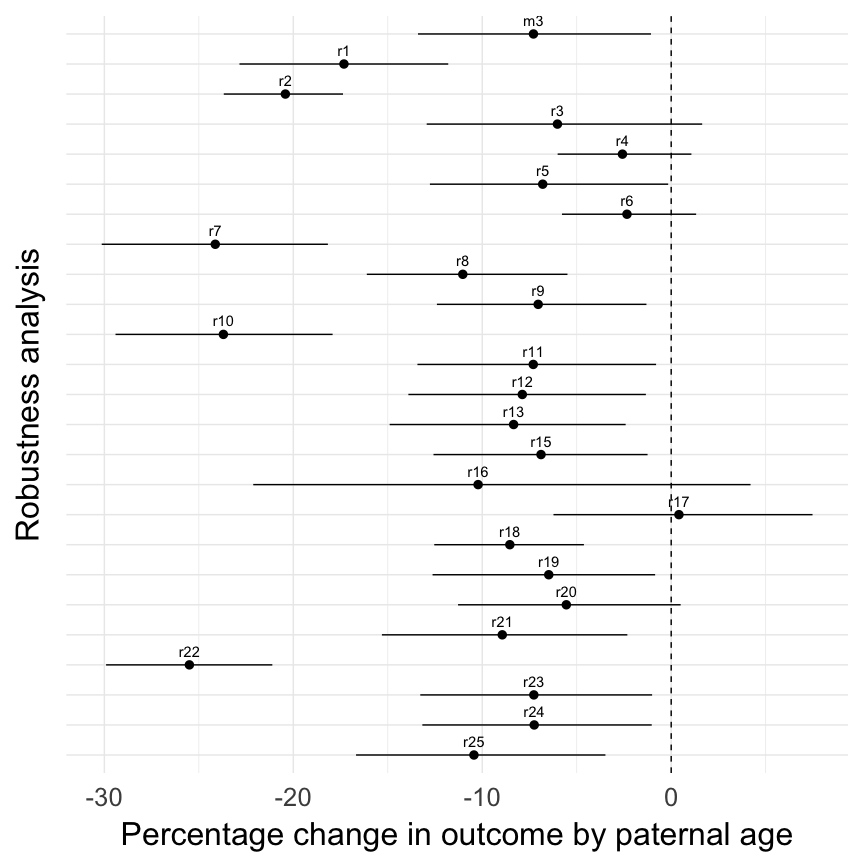 m3
r1
r2
r3
r4
r5
r6
r7
r8
r9
r10
r11
r12
r13
r15
r16
r17
r18
r19
r20
r21
r22
r23
r24
r25
Robustness analysis
-30 -20 -10 0
Percentage change in outcome by paternal age